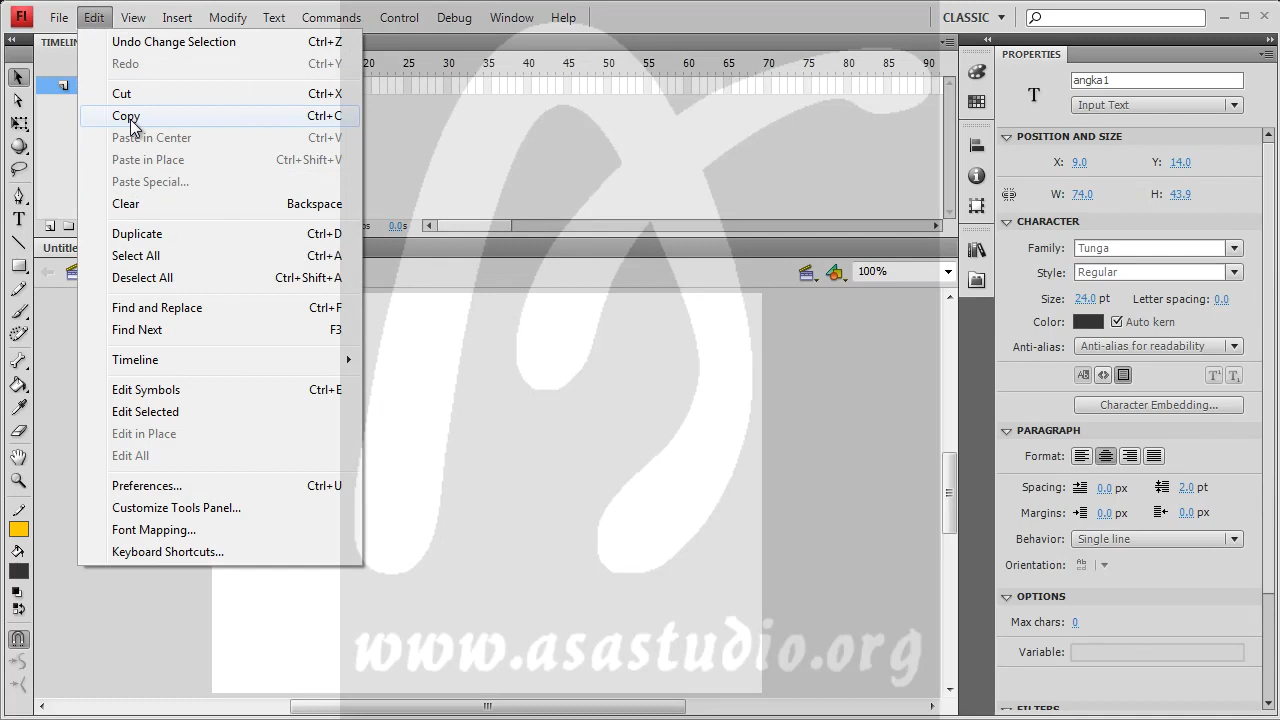 Fl File Edit View Insert Modify Text Commands Control Debug Window Help CLASSIC
TIMELINE
20 25 30 35 40 45 50 55 60 65 70 75 80 85 90
Undo Change Selection Ctrl+Z
Redo Ctrl+Y
Cut Ctrl+X
Copy Ctrl+C
Paste in Center Ctrl+V
Paste in Place Ctrl+Shift+V
Paste Special...
Clear Backspace
Duplicate Ctrl+D
Select All Ctrl+A
Deselect All Ctrl+Shift+A
Find and Replace Ctrl+F
Find Next F3
Timeline
Edit Symbols Ctrl+E
Edit Selected
Edit in Place
Edit All
Preferences... Ctrl+U
Customize Tools Panel...
Font Mapping...
Keyboard Shortcuts...
0.0s
Untitle
100%
www.asastudio.org
PROPERTIES
T angka1
Input Text
POSITION AND SIZE
X: 9.0 Y: 14.0
W: 74.0 H: 43.9
CHARACTER
Family: Tunga
Style: Regular
Size: 24.0 pt Letter spacing: 0.0
Color: Auto kern
Anti-alias: Anti-alias for readability
Character Embedding...
PARAGRAPH
Format:
Spacing: 0.0 px 2.0 pt
Margins: 0.0 px 0.0 px
Behavior: Single line
Orientation:
OPTIONS
Max chars: 0
Variable:
FILTERS